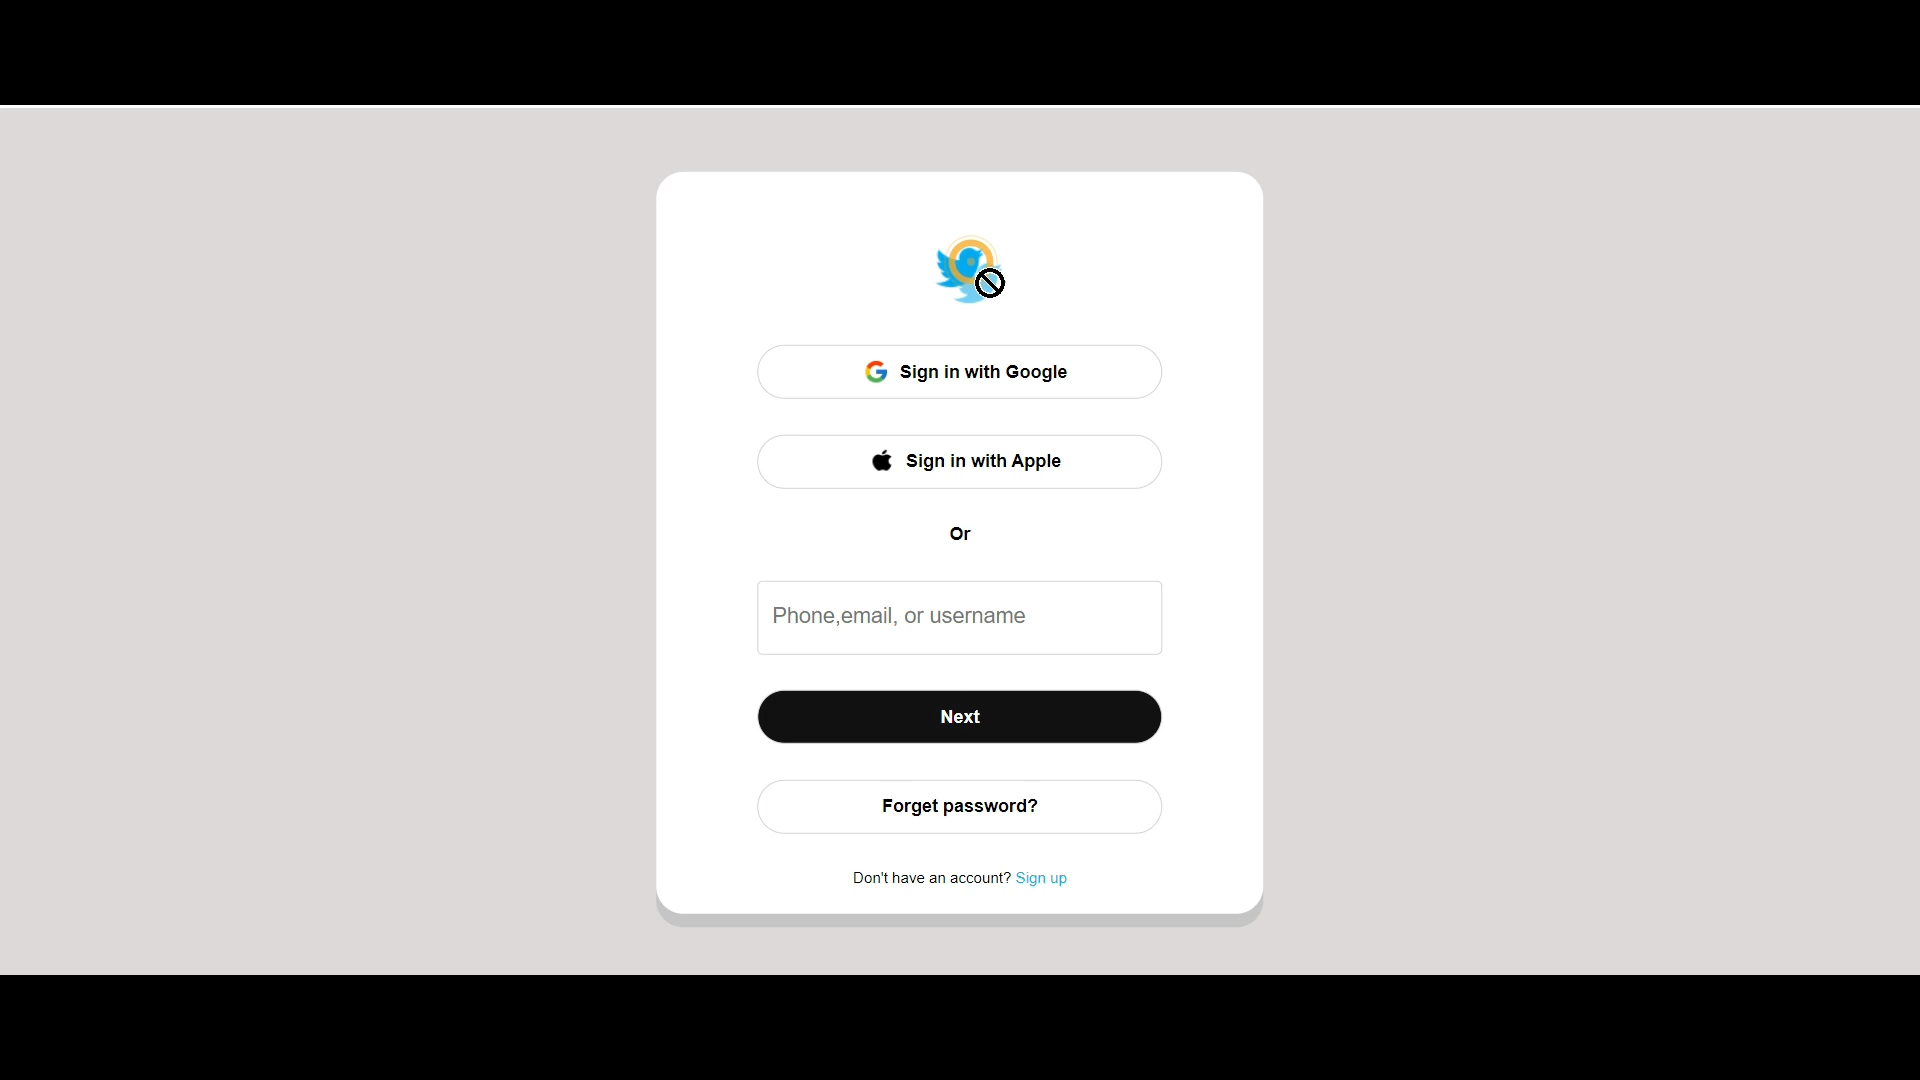 Sign in with Google
Sign in with Apple
Or
Phone,email, or username
Next
Forget password?
Don't have an account? Sign up